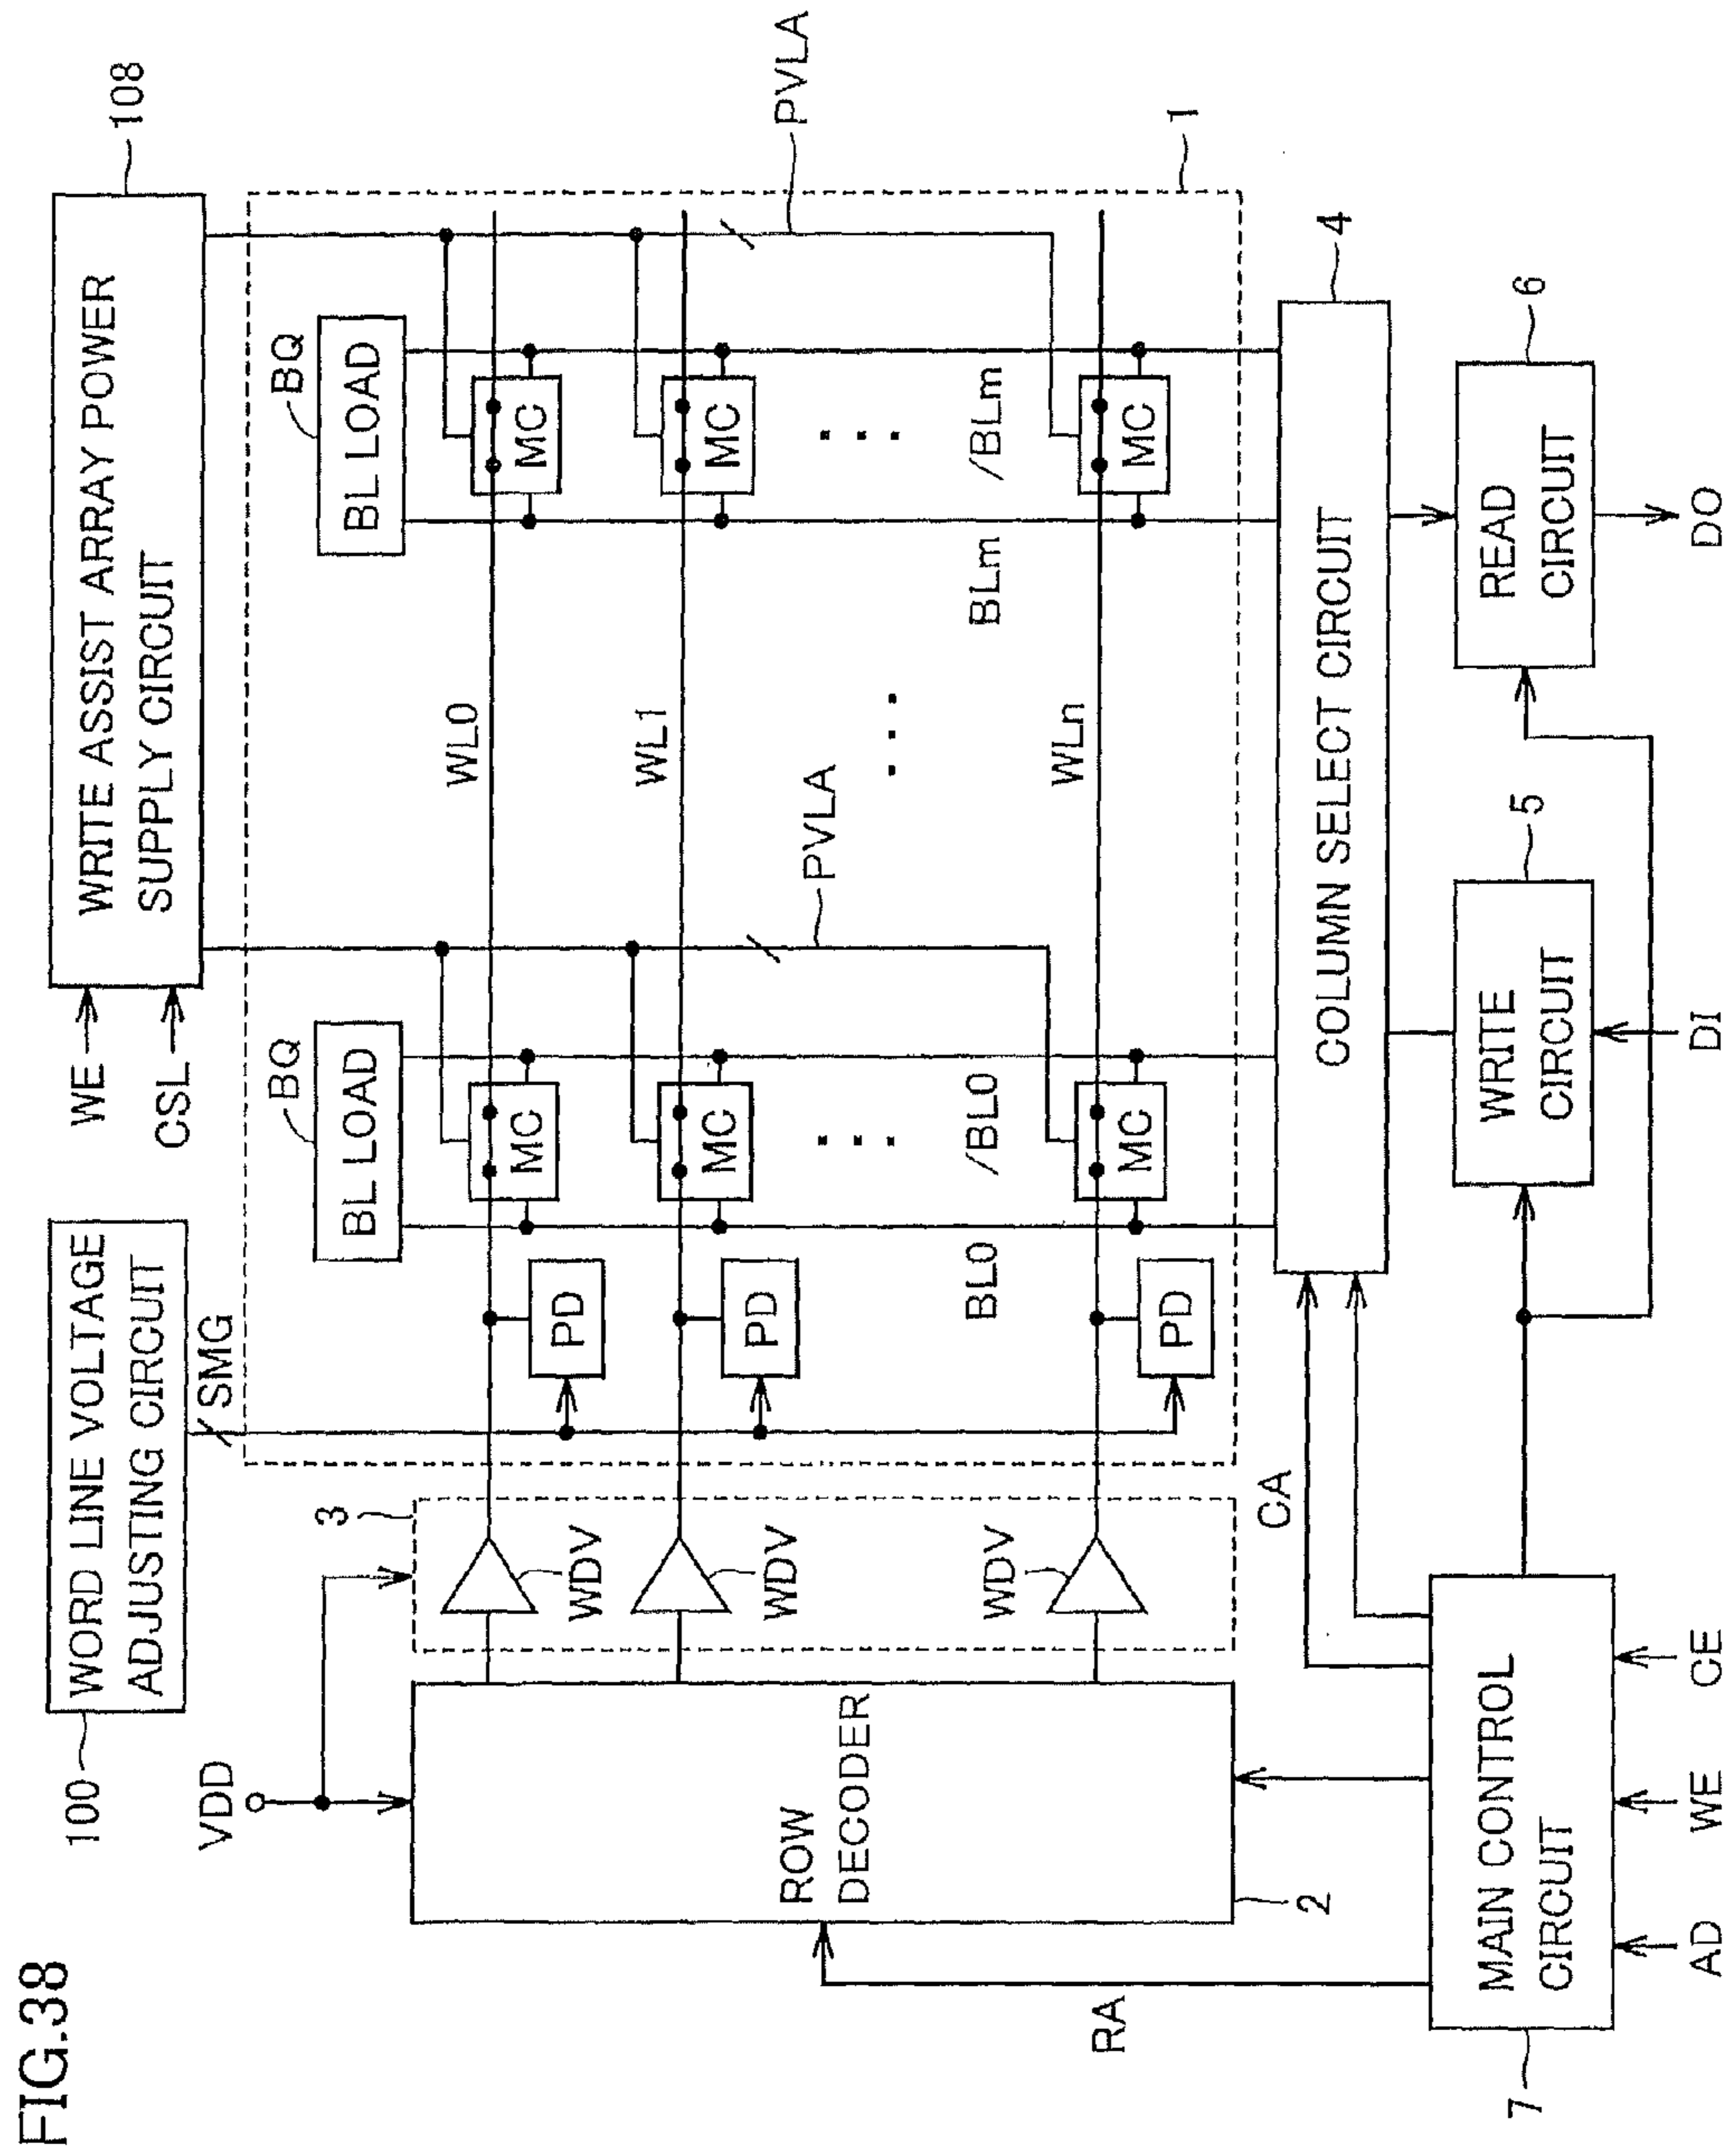 FIG.38
100
WORD LINE VOLTAGE
ADJUSTING CIRCUIT
WE
CSL
WRITE ASSIST ARRAY POWER
SUPPLY CIRCUIT
108
VDD
SMG
3
BQ
BL LOAD
BQ
BL LOAD
ROW
DECODER
2
WDV
WDV
WDV
PD
PD
PD
MC
MC
MC
MC
MC
MC
WL0
WL1
WLn
PVLA
PVLA
BL0
/BL0
BLm
/BLm
1
RA
CA
COLUMN SELECT CIRCUIT
4
MAIN CONTROL
CIRCUIT
7
WRITE
CIRCUIT
5
READ
CIRCUIT
6
AD
WE
CE
DI
DO